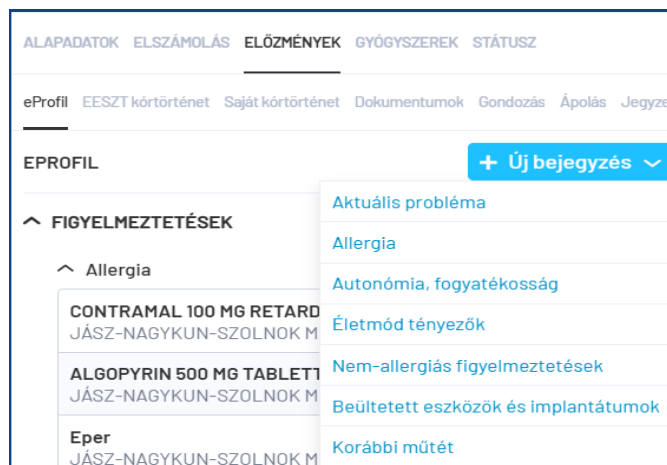 ALAPADATOK ELSZÁMOLÁS ELŐZMÉNYEK GYÓGYSZEREK STÁTUSZ
eProfil EESZT kórtörténet Saját kórtörténet Dokumentumok Gondozás Ápolás Jegyze
EPROFIL
+ Új bejegyzés
FIGYELMEZTETÉSEK
Allergia
CONTRAMAL 100 MG RETARD
JÁSZ-NAGYKUN-SZOLNOK M
ALGOPYRIN 500 MG TABLETT
JÁSZ-NAGYKUN-SZOLNOK M
Eper
JÁSZ-NAGYKUN-SZOLNOK M
Aktuális probléma
Allergia
Autonómia, fogyatékosság
Életmód tényezők
Nem-allergiás figyelmeztetések
Beültetett eszközök és implantátumok
Korábbi műtét